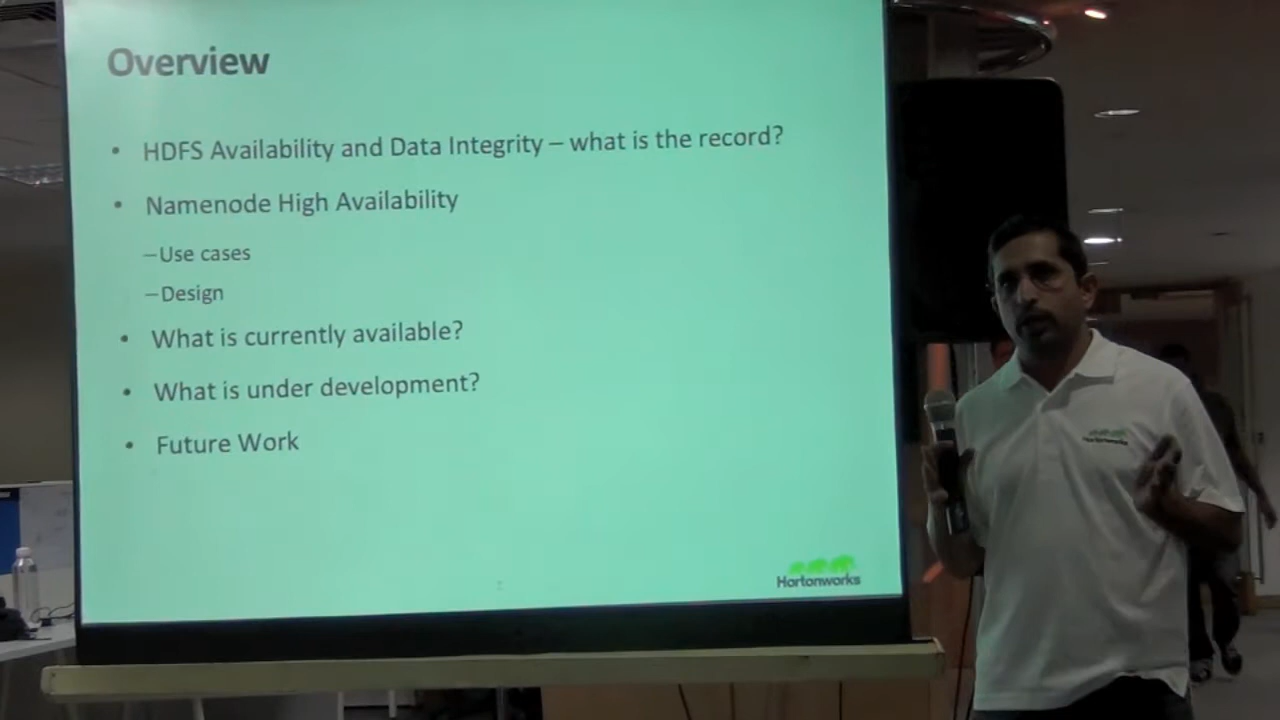 Overview
• HDFS Availability and Data Integrity – what is the record?
• Namenode High Availability
–Use cases
–Design
• What is currently available?
• What is under development?
• Future Work
Hortonworks
Hortonworks